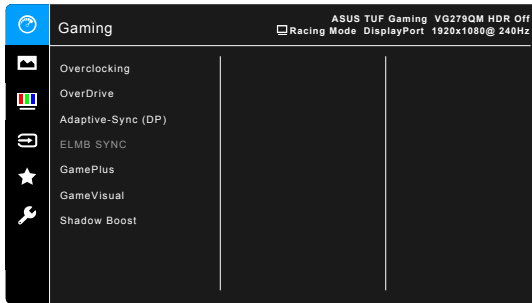 Gaming
ASUS TUF Gaming VG279QM HDR Off
Racing Mode DisplayPort 1920x1080@ 240Hz
Overclocking
OverDrive
Adaptive-Sync (DP)
ELMB SYNC
GamePlus
GameVisual
Shadow Boost